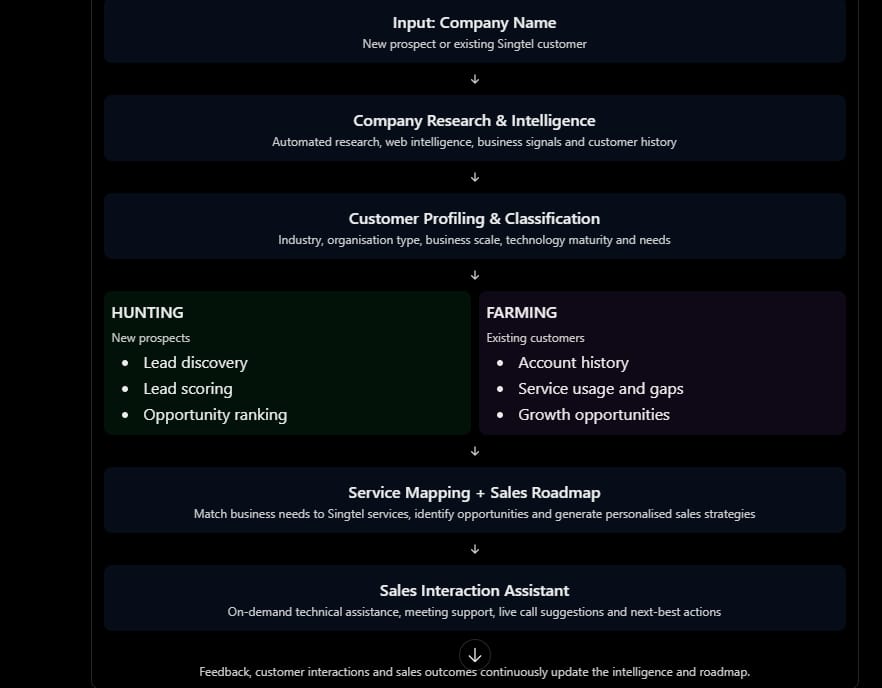 Input: Company Name
New prospect or existing Singtel customer
↓
Company Research & Intelligence
Automated research, web intelligence, business signals and customer history
↓
Customer Profiling & Classification
Industry, organisation type, business scale, technology maturity and needs
↓
HUNTING
New prospects
• Lead discovery
• Lead scoring
• Opportunity ranking
FARMING
Existing customers
• Account history
• Service usage and gaps
• Growth opportunities
↓
Service Mapping + Sales Roadmap
Match business needs to Singtel services, identify opportunities and generate personalised sales strategies
↓
Sales Interaction Assistant
On-demand technical assistance, meeting support, live call suggestions and next-best actions
↓
Feedback, customer interactions and sales outcomes continuously update the intelligence and roadmap.